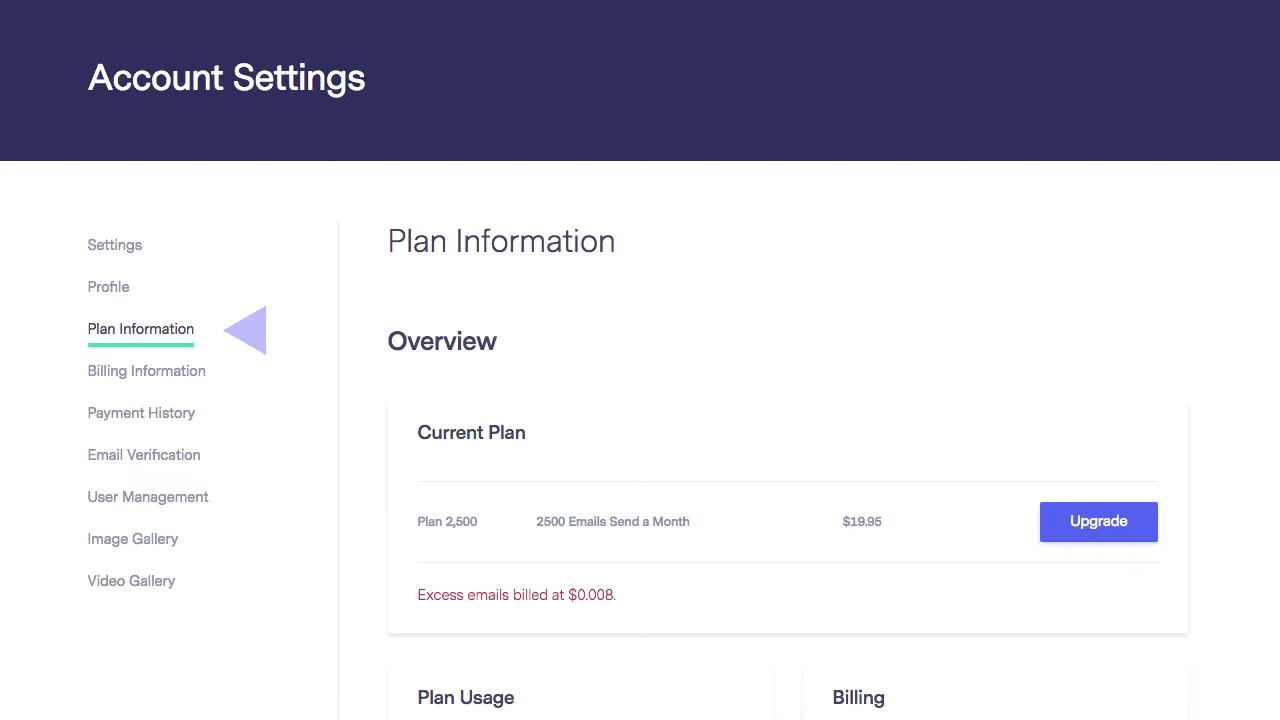 Account Settings
Settings
Profile
Plan Information
Billing Information
Payment History
Email Verification
User Management
Image Gallery
Video Gallery
Plan Information
Overview
Current Plan
Plan 2,500 2500 Emails Send a Month $19.95 Upgrade
Excess emails billed at $0.008.
Plan Usage Billing